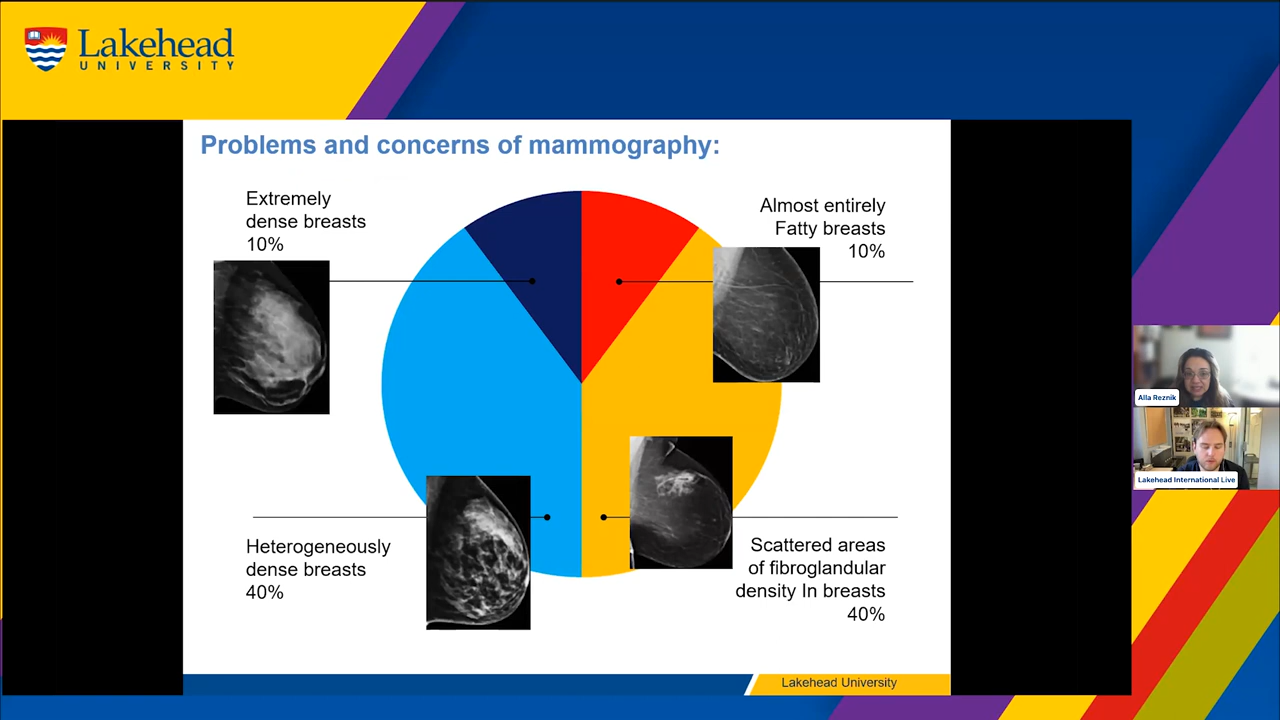 Lakehead
UNIVERSITY
Problems and concerns of mammography:
Extremely
dense breasts
10%
Almost entirely
Fatty breasts
10%
Heterogeneously
dense breasts
40%
Scattered areas
of fibroglandular
density In breasts
40%
Lakehead University
Alla Reznik
Lakehead International Live